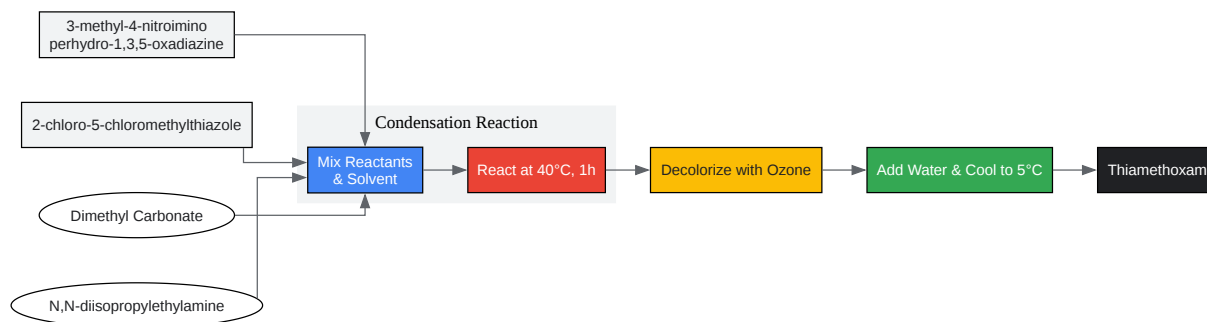 3-methyl-4-nitroimino
perhydro-1,3,5-oxadiazine
2-chloro-5-chloromethylthiazole
Condensation Reaction
Mix Reactants
& Solvent
React at 40°C, 1h
Decolorize with Ozone
Add Water & Cool to 5°C
Thiamethoxam
Dimethyl Carbonate
N,N-diisopropylethylamine